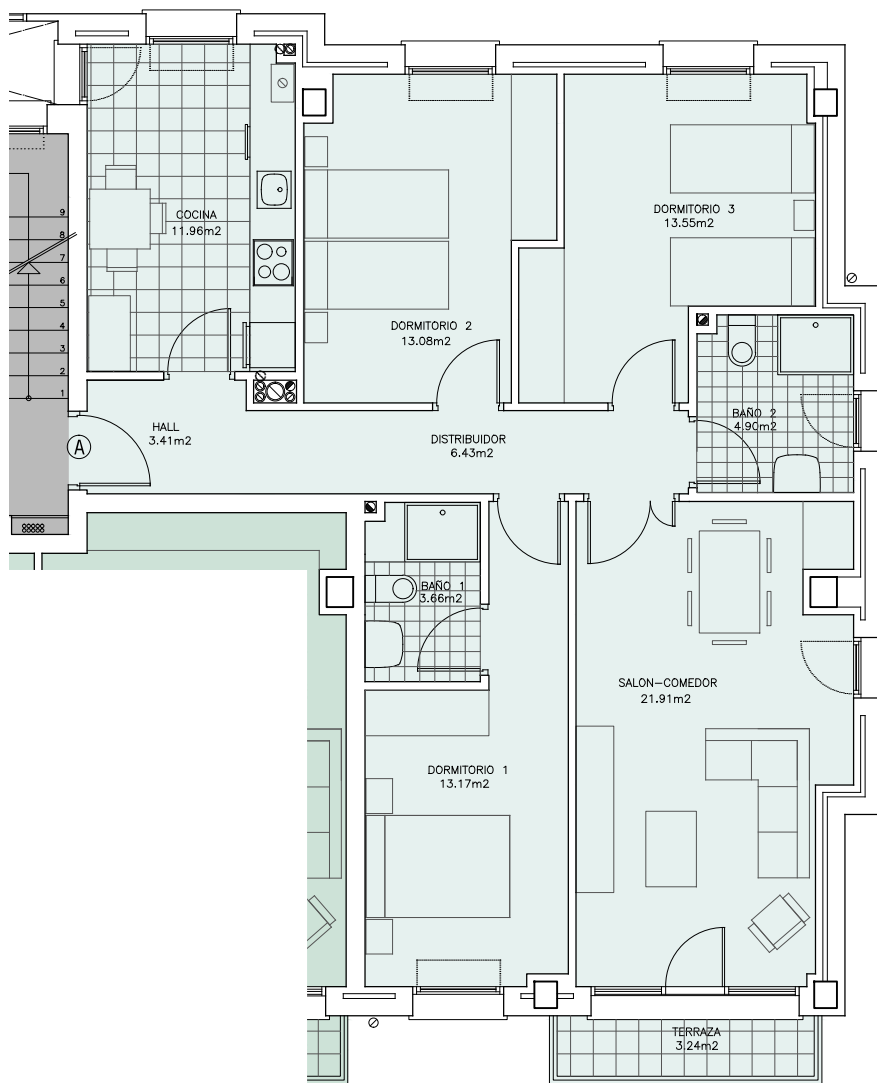 COCINA
11.96m2
DORMITORIO 3
13.55m2
9
8
7
6
5
4
3
2
1
DORMITORIO 2
13.08m2
HALL
3.41m2
A
DISTRIBUIDOR
6.43m2
BAÑO 2
4.90m2
BAÑO 1
3.66m2
SALON-COMEDOR
21.91m2
DORMITORIO 1
13.17m2
TERRAZA
3.24m2